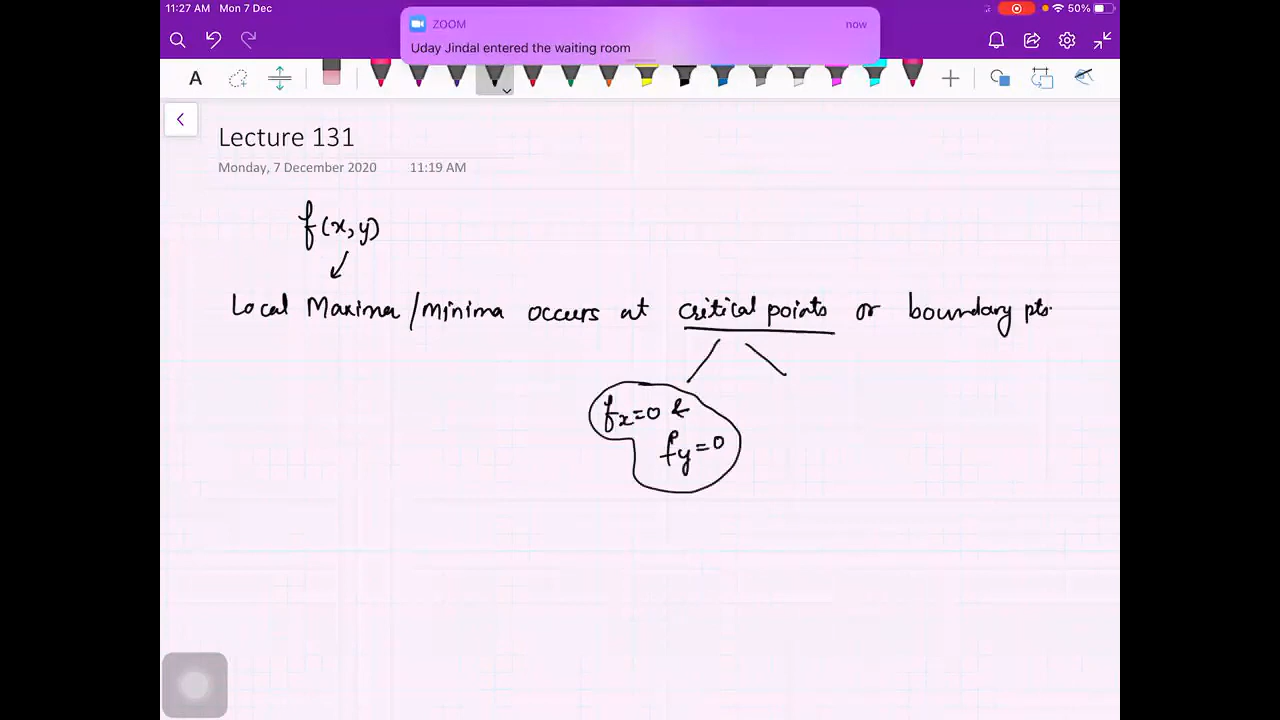 11:27 AM Mon 7 Dec
50%
ZOOM
now
Uday Jindal entered the waiting room
A
Lecture 131
Monday, 7 December 2020 11:19 AM
f(x,y)
Local Maxima/minima occurs at critical points or boundary pts.
fx=0 &
fy=0